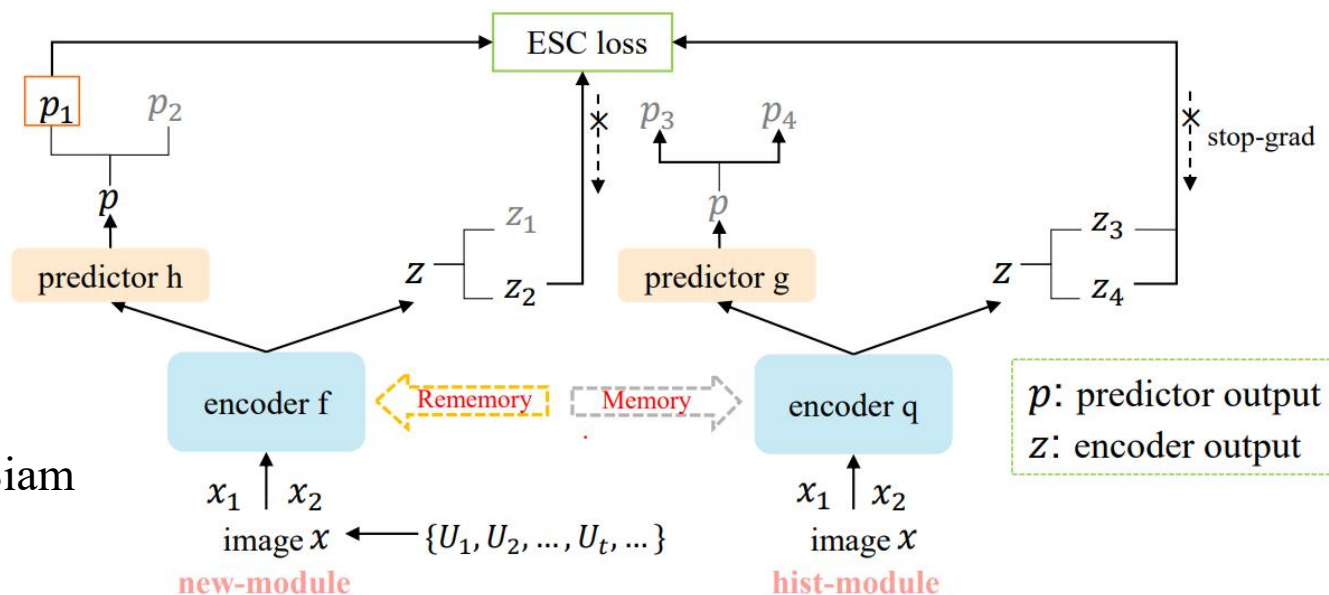 ESC loss
p₁ p₂
p₃ p₄
stop-grad
p
p
z₁
z₃
predictor h
z
z₂
predictor g
z
z₄
encoder f
Rememory
Memory
encoder q
p: predictor output
z: encoder output
x₁ x₂
x₁ x₂
image x
{U₁, U₂, ..., Uₜ, ...}
image x
new-module
hist-module